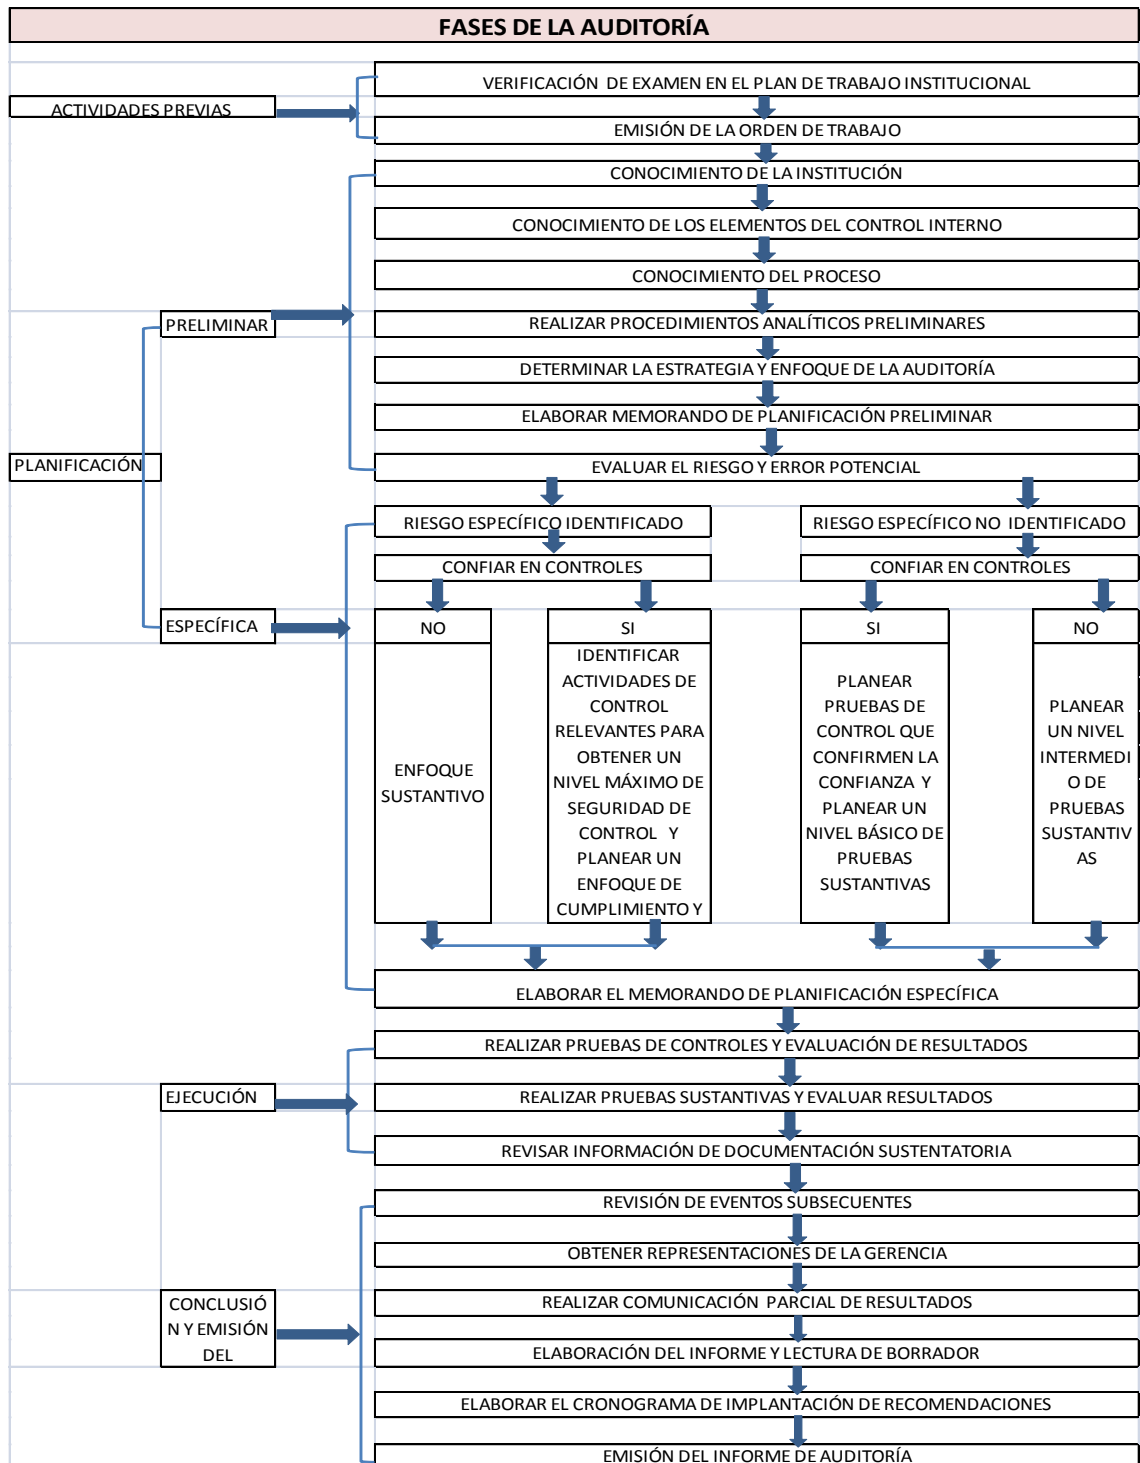 FASES DE LA AUDITORÍA
VERIFICACIÓN DE EXAMEN EN EL PLAN DE TRABAJO INSTITUCIONAL
ACTIVIDADES PREVIAS
EMISIÓN DE LA ORDEN DE TRABAJO
CONOCIMIENTO DE LA INSTITUCIÓN
CONOCIMIENTO DE LOS ELEMENTOS DEL CONTROL INTERNO
CONOCIMIENTO DEL PROCESO
PRELIMINAR
REALIZAR PROCEDIMIENTOS ANALÍTICOS PRELIMINARES
DETERMINAR LA ESTRATEGIA Y ENFOQUE DE LA AUDITORÍA
ELABORAR MEMORANDO DE PLANIFICACIÓN PRELIMINAR
PLANIFICACIÓN
EVALUAR EL RIESGO Y ERROR POTENCIAL
RIESGO ESPECÍFICO IDENTIFICADO
RIESGO ESPECÍFICO NO IDENTIFICADO
CONFIAR EN CONTROLES
CONFIAR EN CONTROLES
ESPECÍFICA
NO
SI
SI
NO
ENFOQUE
SUSTANTIVO
IDENTIFICAR
ACTIVIDADES DE
CONTROL
RELEVANTES PARA
OBTENER UN
NIVEL MÁXIMO DE
SEGURIDAD DE
CONTROL Y
PLANEAR UN
ENFOQUE DE
CUMPLIMIENTO Y
PLANEAR
PRUEBAS DE
CONTROL QUE
CONFIRMEN LA
CONFIANZA Y
PLANEAR UN
NIVEL BÁSICO DE
PRUEBAS
SUSTANTIVAS
PLANEAR
UN NIVEL
INTERMEDI
O DE
PRUEBAS
SUSTANTIV
AS
ELABORAR EL MEMORANDO DE PLANIFICACIÓN ESPECÍFICA
REALIZAR PRUEBAS DE CONTROLES Y EVALUACIÓN DE RESULTADOS
EJECUCIÓN
REALIZAR PRUEBAS SUSTANTIVAS Y EVALUAR RESULTADOS
REVISAR INFORMACIÓN DE DOCUMENTACIÓN SUSTENTATORIA
REVISIÓN DE EVENTOS SUBSECUENTES
OBTENER REPRESENTACIONES DE LA GERENCIA
CONCLUSIÓ
N Y EMISIÓN
DEL
REALIZAR COMUNICACIÓN PARCIAL DE RESULTADOS
ELABORACIÓN DEL INFORME Y LECTURA DE BORRADOR
ELABORAR EL CRONOGRAMA DE IMPLANTACIÓN DE RECOMENDACIONES
EMISIÓN DEL INFORME DE AUDITORÍA